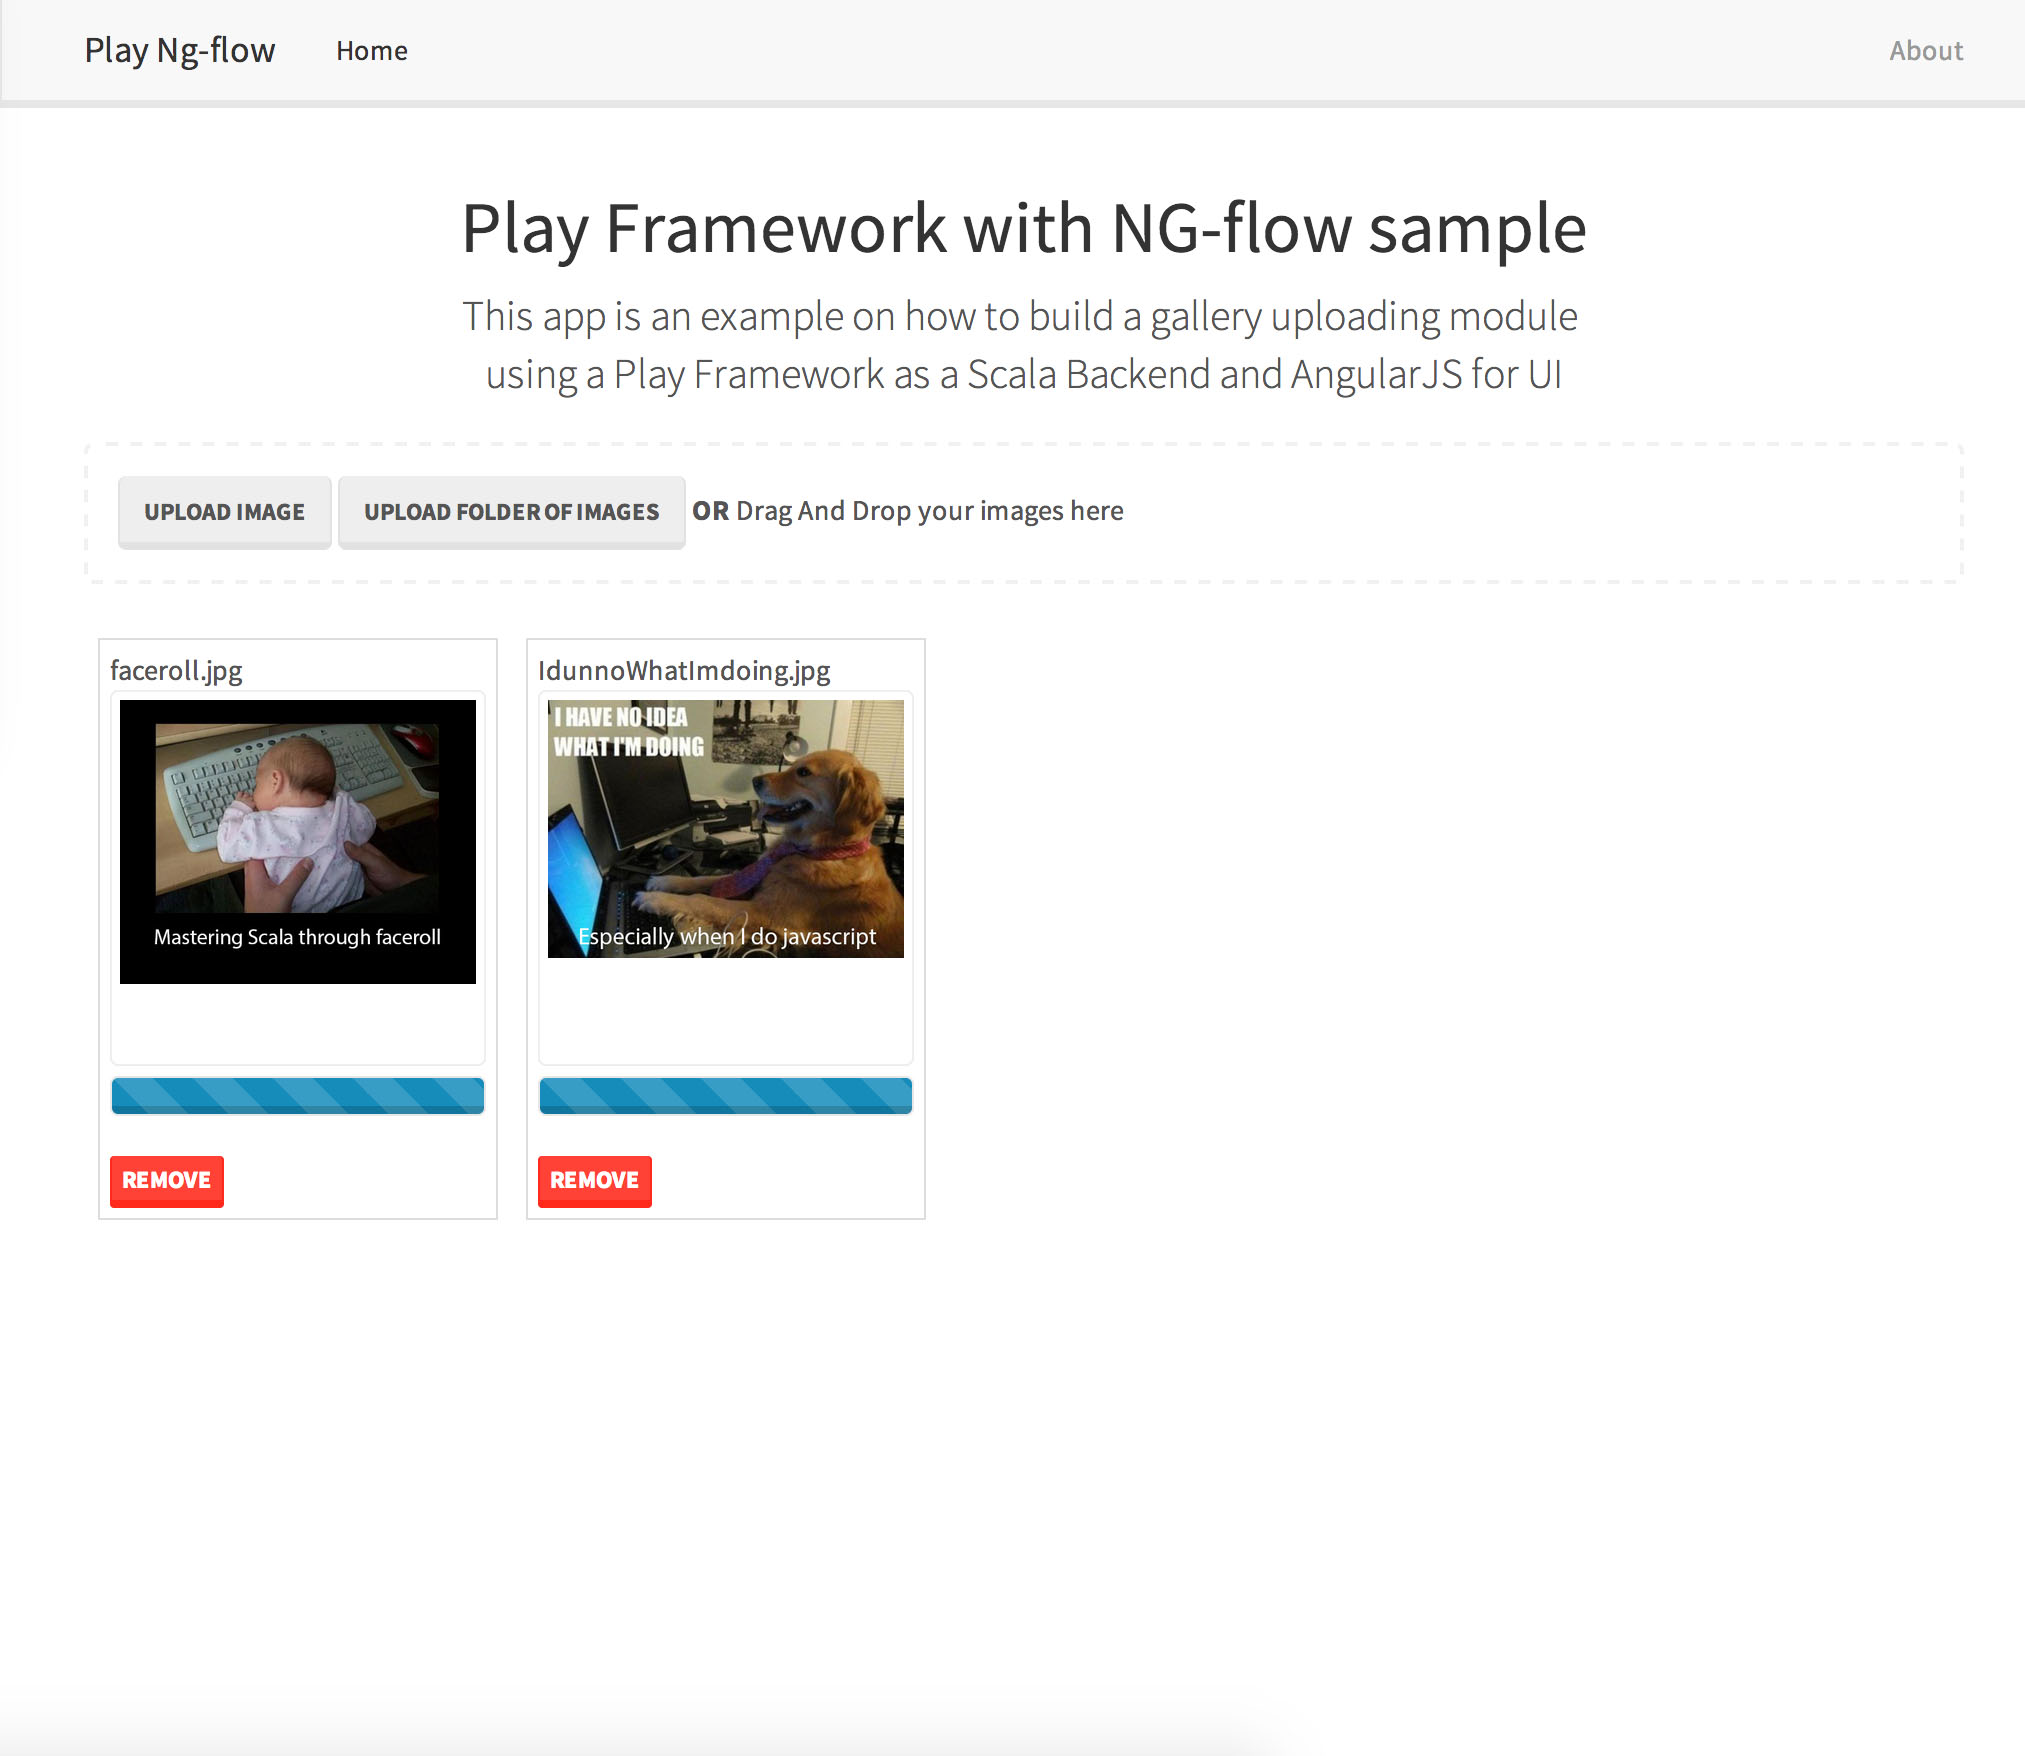 Play Ng-flow Home About
Play Framework with NG-flow sample
This app is an example on how to build a gallery uploading module
using a Play Framework as a Scala Backend and AngularJS for UI
UPLOAD IMAGE UPLOAD FOLDER OF IMAGES OR Drag And Drop your images here
faceroll.jpg
Mastering Scala through faceroll
REMOVE
IdunnoWhatImdoing.jpg
I HAVE NO IDEA
WHAT I'M DOING
Especially when I do javascript
REMOVE